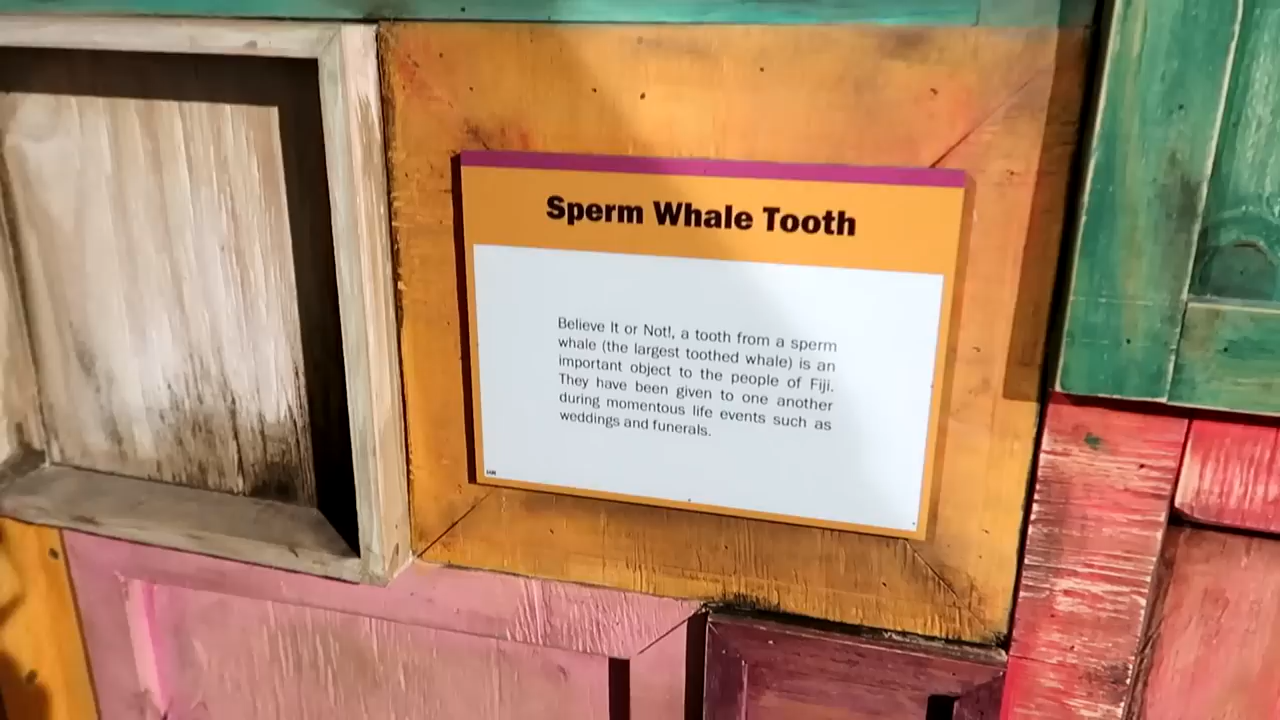 Sperm Whale Tooth
Believe It or Not!, a tooth from a sperm
whale (the largest toothed whale) is an
important object to the people of Fiji.
They have been given to one another
during momentous life events such as
weddings and funerals.